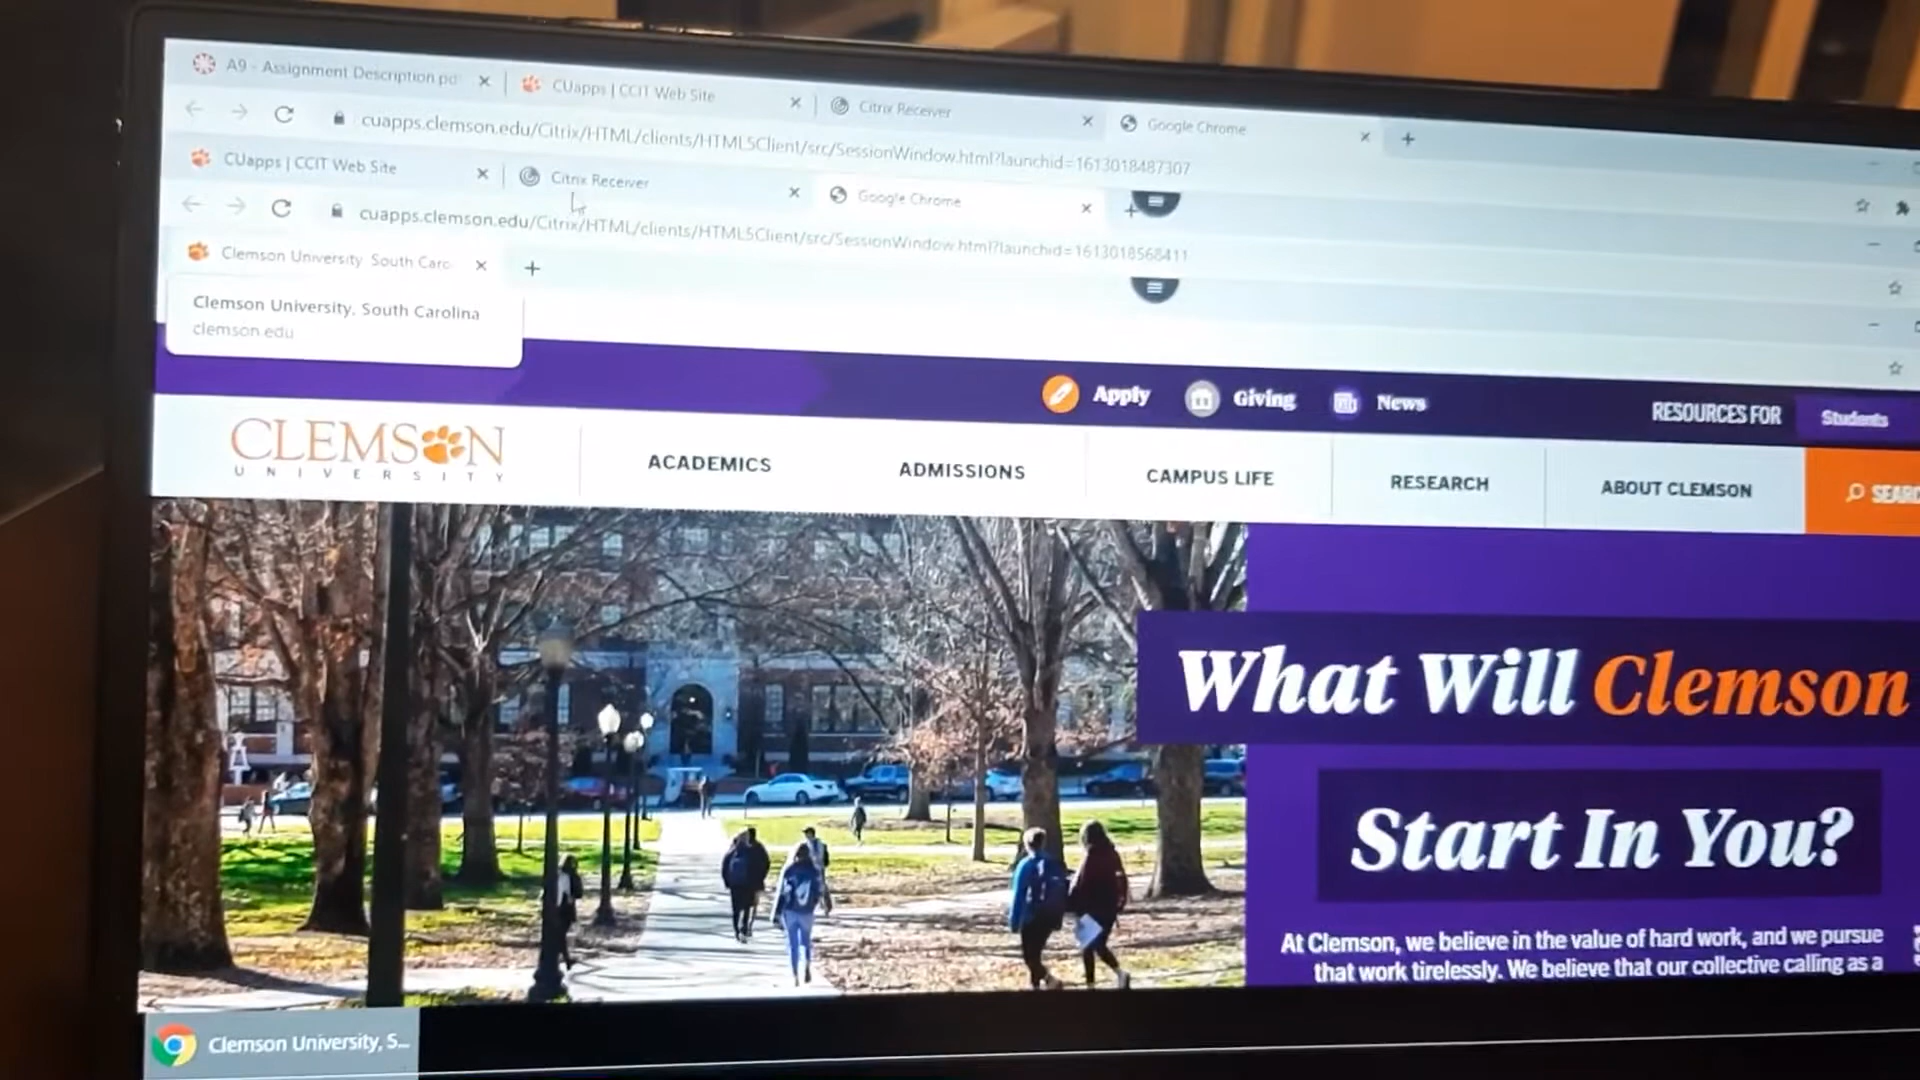 A9 - Assignment Description.pd
CUapps | CCIT Web Site
Citrix Receiver
Google Chrome
cuapps.clemson.edu/Citrix/HTML/clients/HTML5Client/src/SessionWindow.html?launchid=1613018487307
CUapps | CCIT Web Site
Citrix Receiver
Google Chrome
cuapps.clemson.edu/Citrix/HTML/clients/HTML5Client/src/SessionWindow.html?launchid=1613018568411
Clemson University, South Caro
Clemson University, South Carolina
clemson.edu
Apply
Giving
News
RESOURCES FOR
Students
CLEMSON
UNIVERSITY
ACADEMICS
ADMISSIONS
CAMPUS LIFE
RESEARCH
ABOUT CLEMSON
SEARC
What Will Clemson
Start In You?
At Clemson, we believe in the value of hard work, and we pursue
that work tirelessly. We believe that our collective calling as a
Clemson University, S...